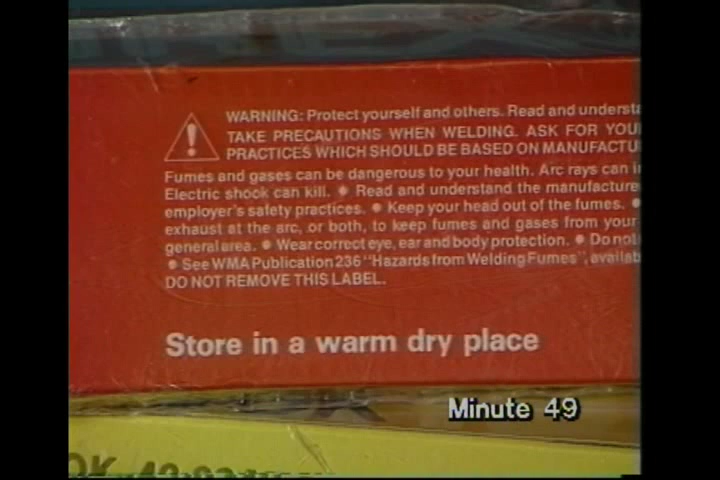 WARNING: Protect yourself and others. Read and understa
TAKE PRECAUTIONS WHEN WELDING. ASK FOR YOU
PRACTICES WHICH SHOULD BE BASED ON MANUFACTU
Fumes and gases can be dangerous to your health. Arc rays can i
Electric shock can kill. • Read and understand the manufacture
employer's safety practices. • Keep your head out of the fumes. •
exhaust at the arc, or both, to keep fumes and gases from your
general area. • Wear correct eye, ear and body protection. • Do not
• See WMA Publication 236 "Hazards from Welding Fumes", availab
DO NOT REMOVE THIS LABEL.
Store in a warm dry place
Minute 49